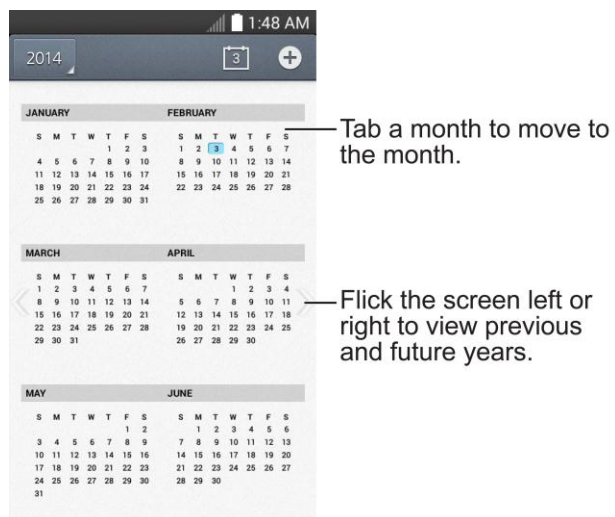 1:48 AM
2014 3
JANUARY
S M T W T F S
1 2 3
4 5 6 7 8 9 10
11 12 13 14 15 16 17
18 19 20 21 22 23 24
25 26 27 28 29 30 31
FEBRUARY
S M T W T F S
1 2 3 4 5 6 7
8 9 10 11 12 13 14
15 16 17 18 19 20 21
22 23 24 25 26 27 28
Tab a month to move to
the month.
MARCH
S M T W T F S
1 2 3 4 5 6 7
8 9 10 11 12 13 14
15 16 17 18 19 20 21
22 23 24 25 26 27 28
29 30 31
APRIL
S M T W T F S
1 2 3 4
5 6 7 8 9 10 11
12 13 14 15 16 17 18
19 20 21 22 23 24 25
26 27 28 29 30
Flick the screen left or
right to view previous
and future years.
MAY
S M T W T F S
1 2
3 4 5 6 7 8 9
10 11 12 13 14 15 16
17 18 19 20 21 22 23
24 25 26 27 28 29 30
31
JUNE
S M T W T F S
1 2 3 4 5 6
7 8 9 10 11 12 13
14 15 16 17 18 19 20
21 22 23 24 25 26 27
28 29 30